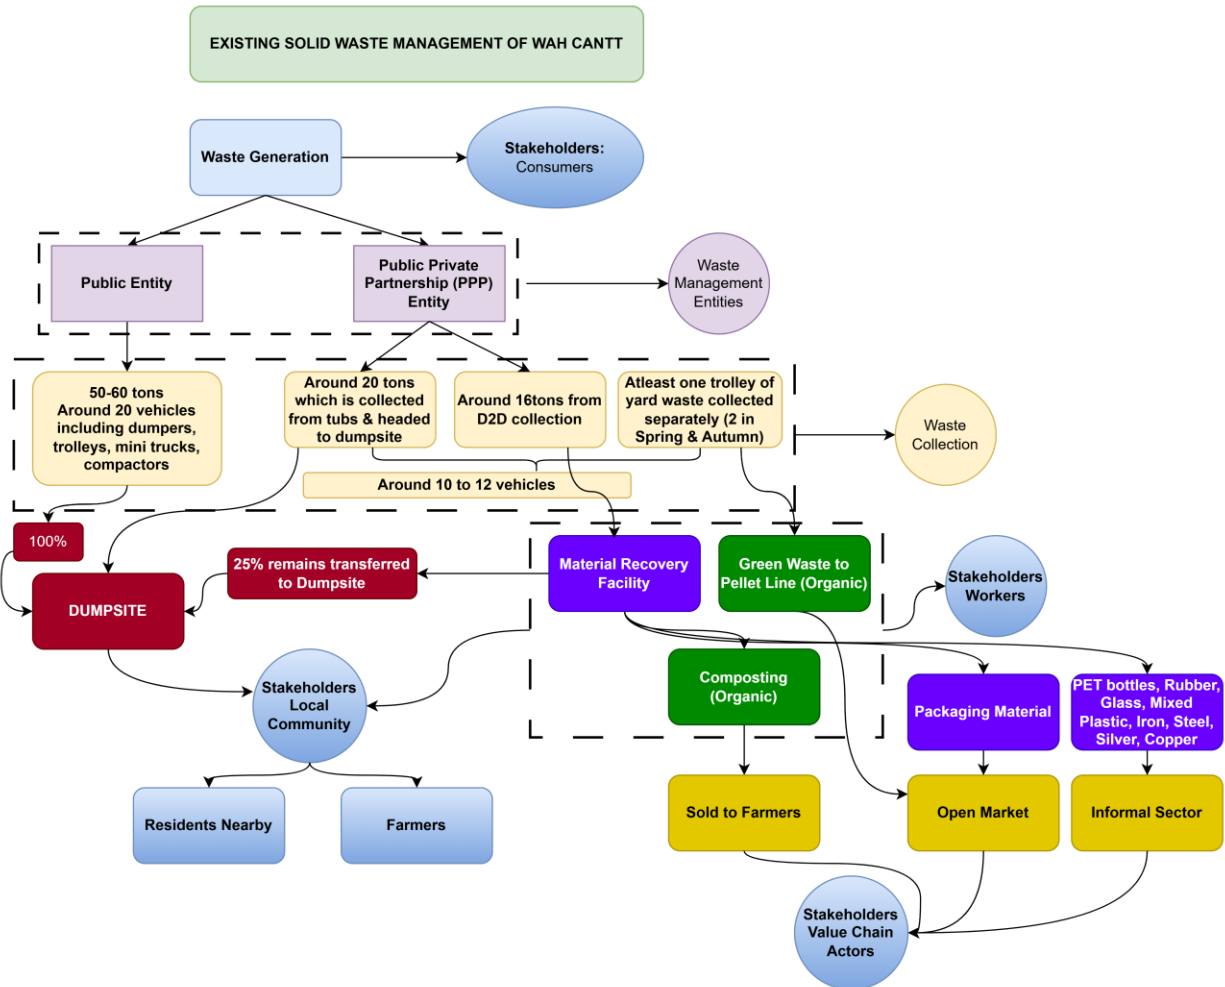 EXISTING SOLID WASTE MANAGEMENT OF WAH CANTT
Waste Generation
Stakeholders:
Consumers
Public Entity
Public Private
Partnership (PPP)
Entity
Waste
Management
Entities
50-60 tons
Around 20 vehicles
including dumpers,
trolleys, mini trucks,
compactors
Around 20 tons
which is collected
from tubs & headed
to dumpsite
Around 16tons from
D2D collection
Atleast one trolley of
yard waste collected
separately (2 in
Spring & Autumn)
Waste
Collection
Around 10 to 12 vehicles
100%
25% remains transferred
to Dumpsite
Material Recovery
Facility
Green Waste to
Pellet Line (Organic)
Stakeholders
Workers
DUMPSITE
Stakeholders
Local
Community
Composting
(Organic)
Packaging Material
PET bottles, Rubber,
Glass, Mixed
Plastic, Iron, Steel,
Silver, Copper
Residents Nearby
Farmers
Sold to Farmers
Open Market
Informal Sector
Stakeholders
Value Chain
Actors